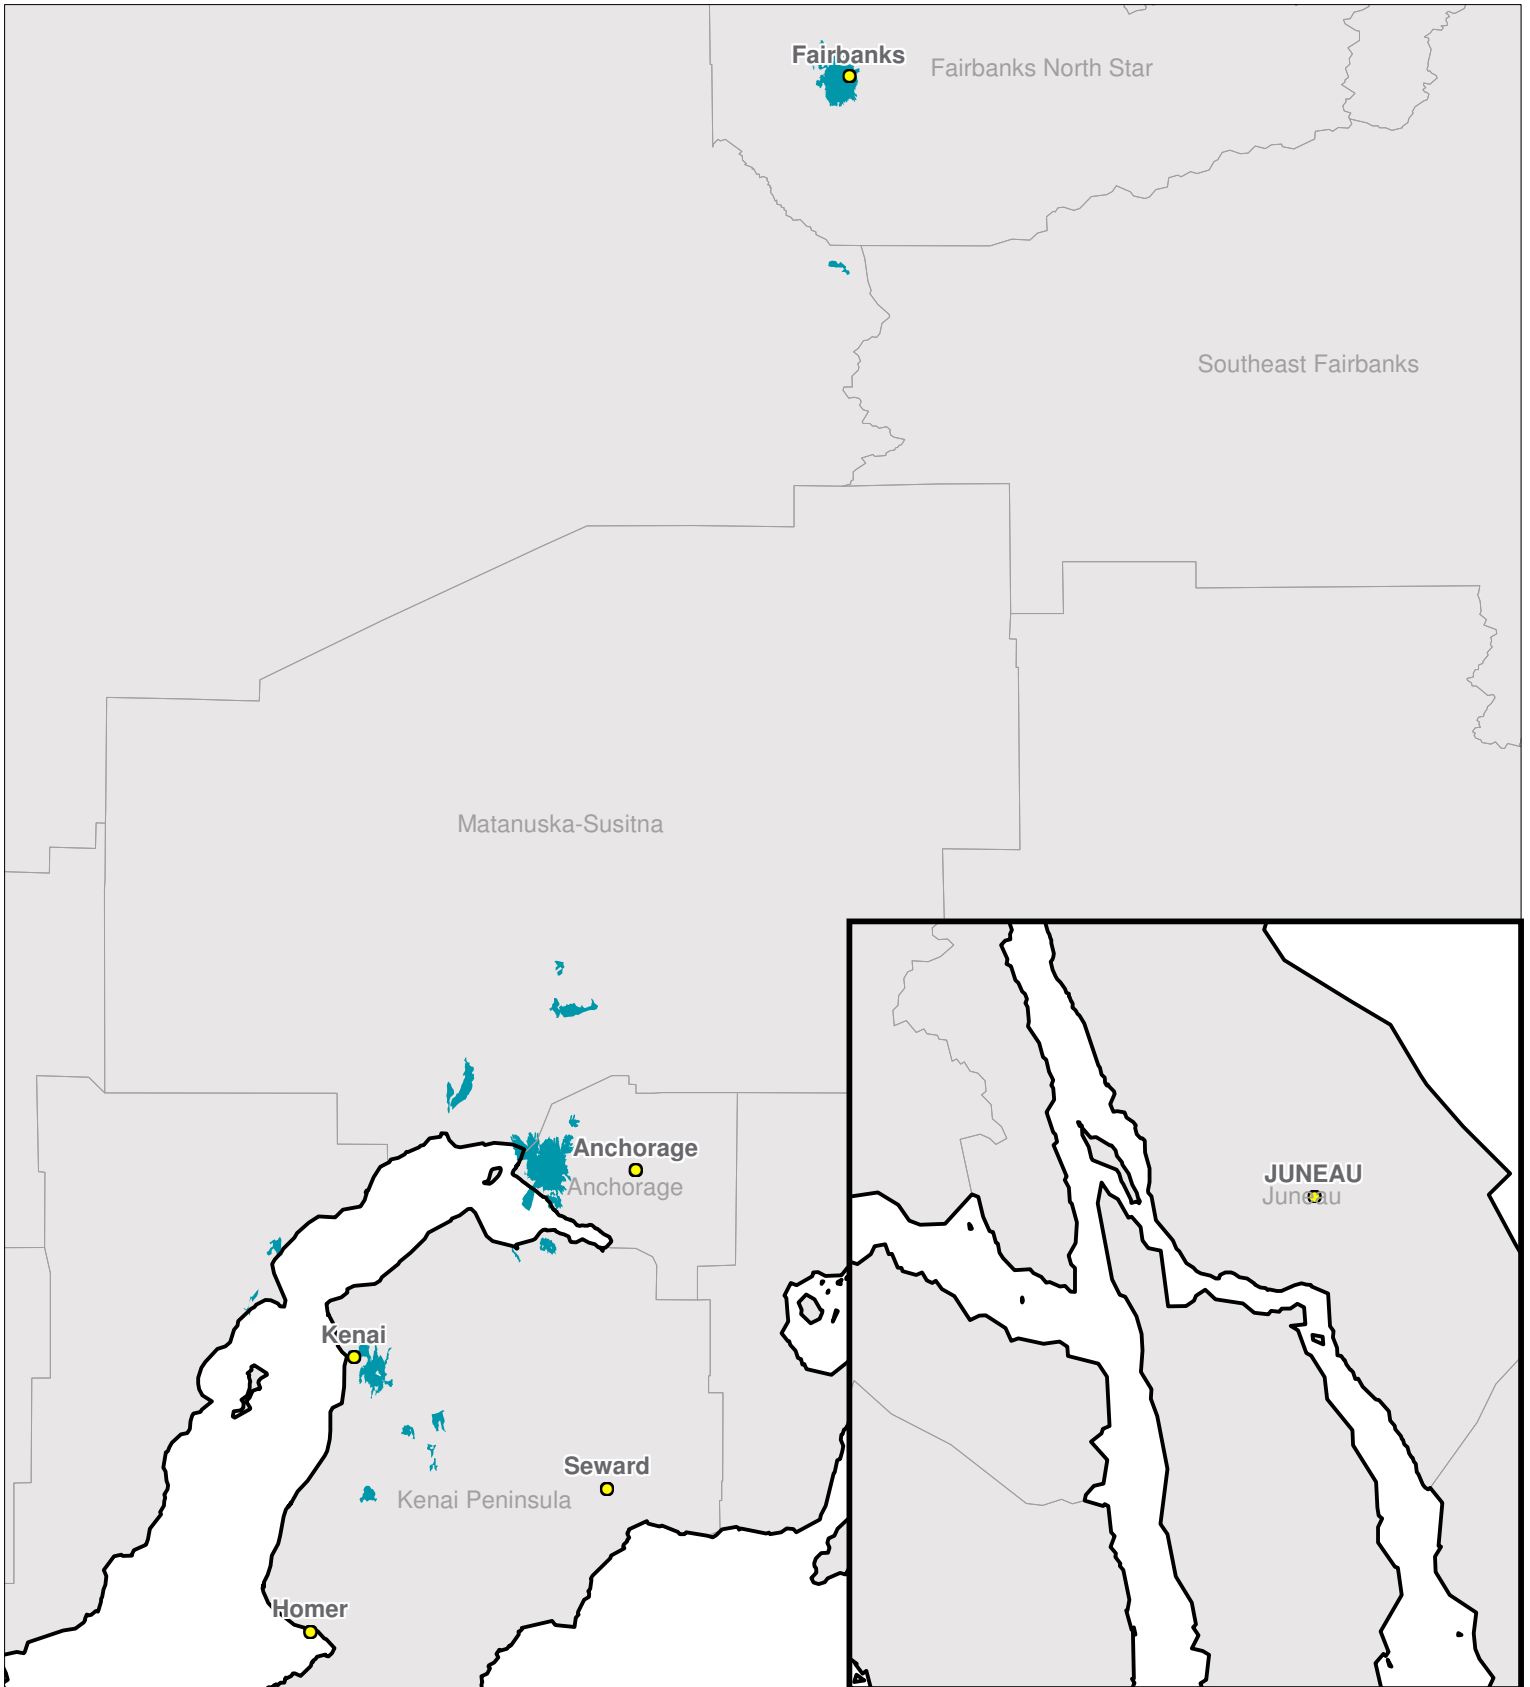 Fairbanks
Fairbanks North Star
Southeast Fairbanks
Matanuska-Susitna
Anchorage
Anchorage
JUNEAU
Juneau
Kenai
Seward
Kenai Peninsula
Homer